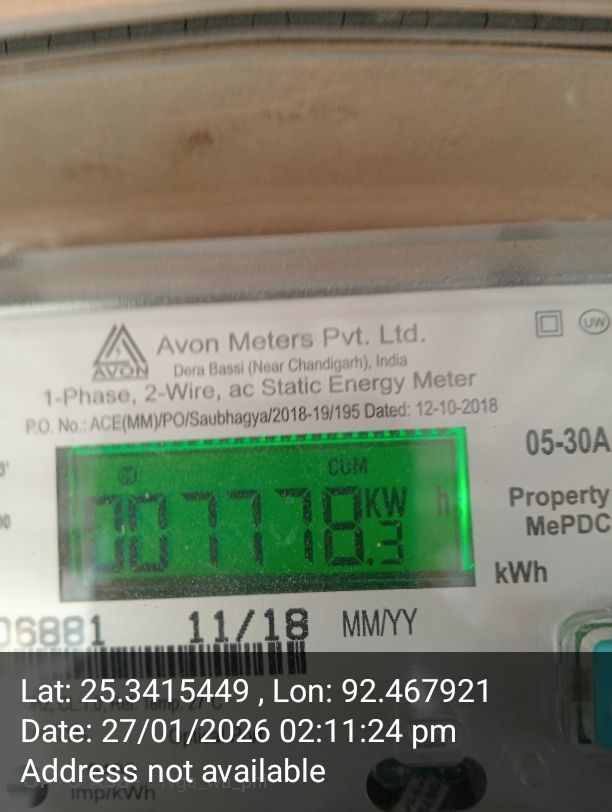 UW
AVON
Avon Meters Pvt. Ltd.
Dera Bassi (Near Chandigarh), India
1-Phase, 2-Wire, ac Static Energy Meter
P.O. No.: ACE(MM)/PO/Saubhagya/2018-19/195 Dated: 12-10-2018
05-30A
CUM
007778.3 KW h
Property
MePDC
kWh
06881 11/18 MM/YY
Lat: 25.3415449 , Lon: 92.467921
Date: 27/01/2026 02:11:24 pm
Address not available
imp/kWh